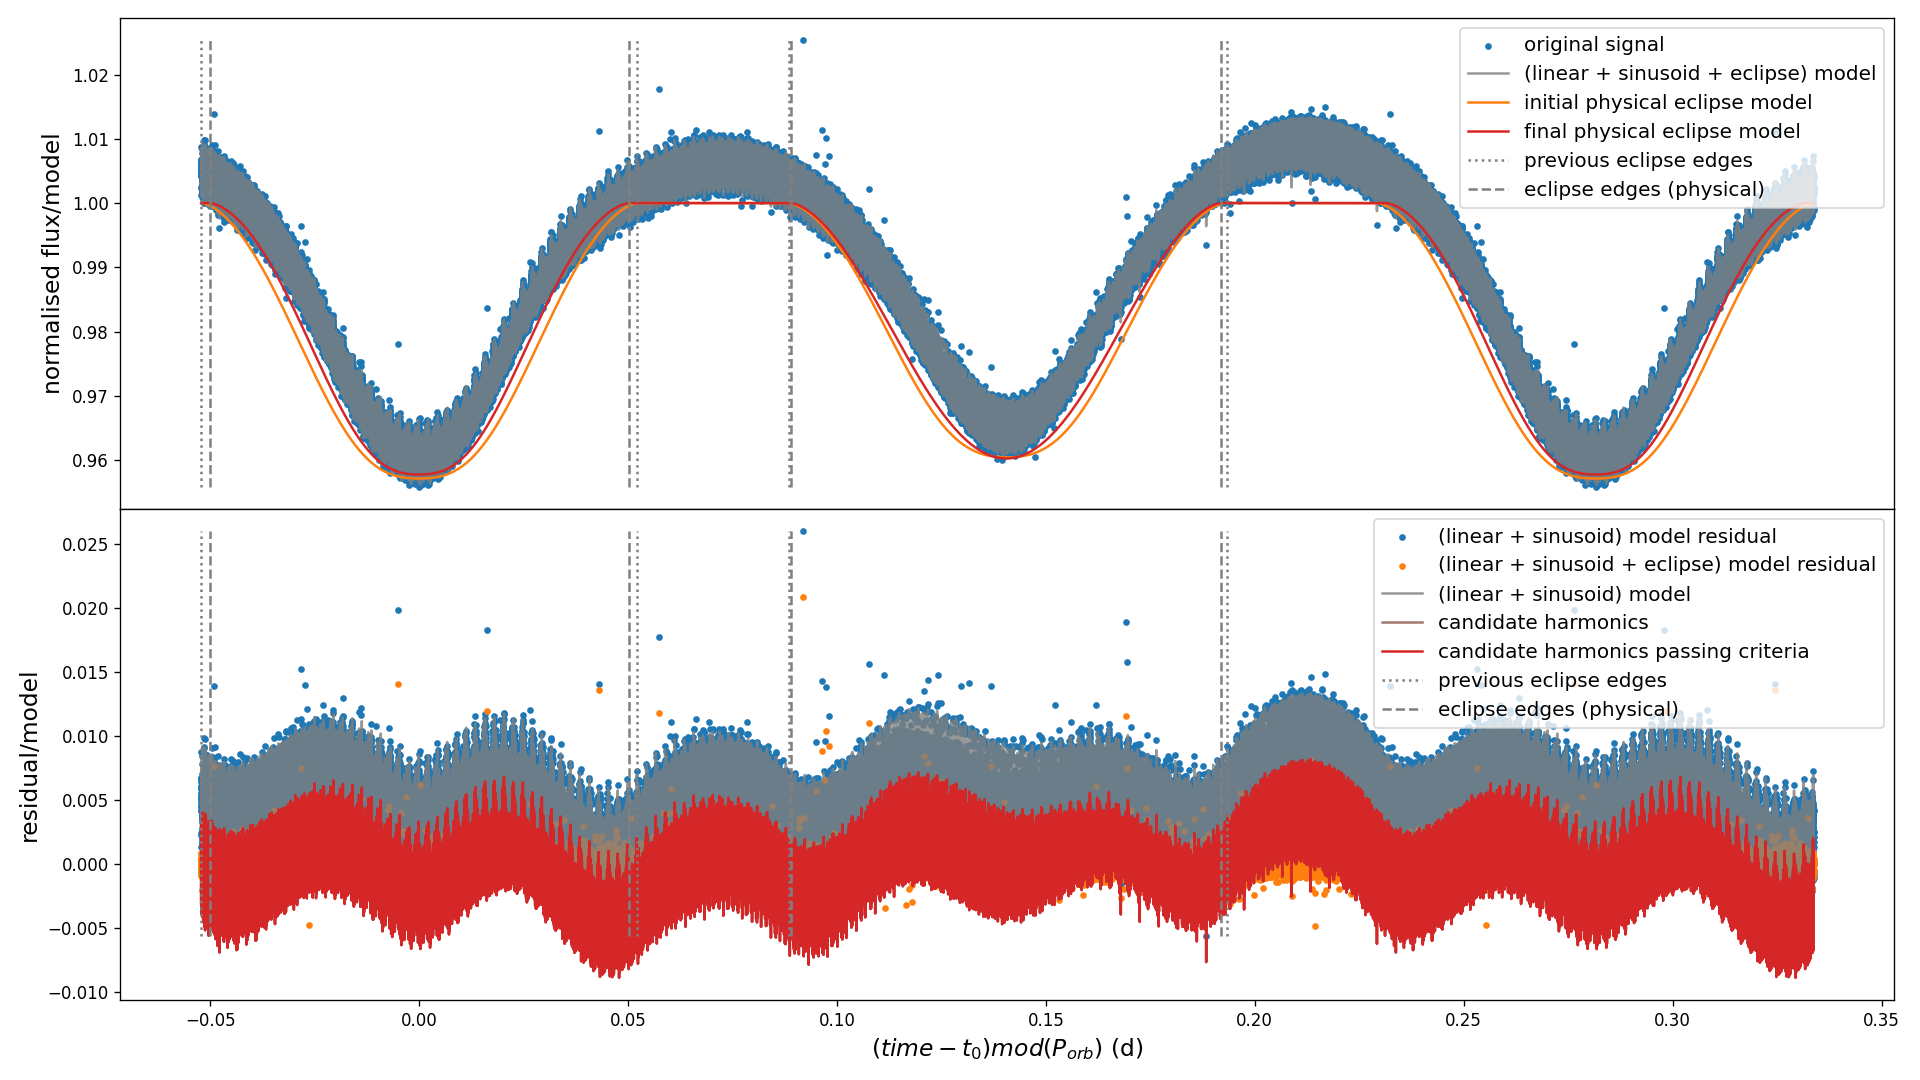 normalised flux/model
1.02
1.01
1.00
0.99
0.98
0.97
0.96
original signal
(linear + sinusoid + eclipse) model
initial physical eclipse model
final physical eclipse model
previous eclipse edges
eclipse edges (physical)
residual/model
0.025
0.020
0.015
0.010
0.005
0.000
−0.005
−0.010
(linear + sinusoid) model residual
(linear + sinusoid + eclipse) model residual
(linear + sinusoid) model
candidate harmonics
candidate harmonics passing criteria
previous eclipse edges
eclipse edges (physical)
−0.05 0.00 0.05 0.10 0.15 0.20 0.25 0.30 0.35
(time − t₀)mod(P_orb) (d)